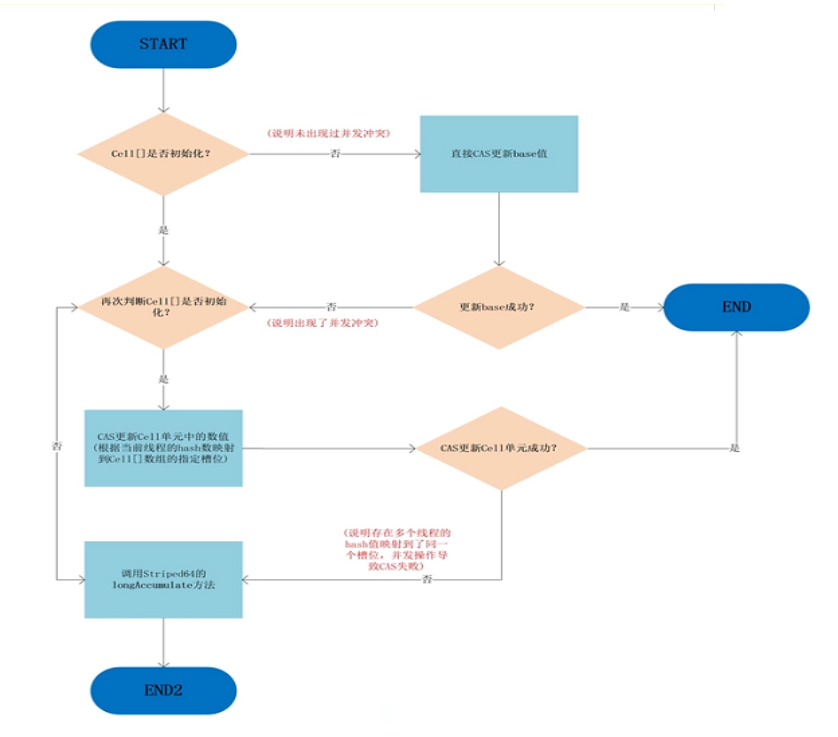 START
(说明未出现过并发冲突)
Cell[]是否初始化?
否
直接CAS更新base值
是
再次判断Cell[]是否初始
化?
否
(说明出现了并发冲突)
更新base成功?
是
END
是
CAS更新Cell单元中的数值
(根据当前线程的hash数映射
到Cell[]数组的指定槽位)
否
CAS更新Cell单元成功?
是
(说明存在多个线程的
hash值映射到了同一
个槽位，并发操作导
致CAS失败)
否
调用Striped64的
longAccumulate方法
END2